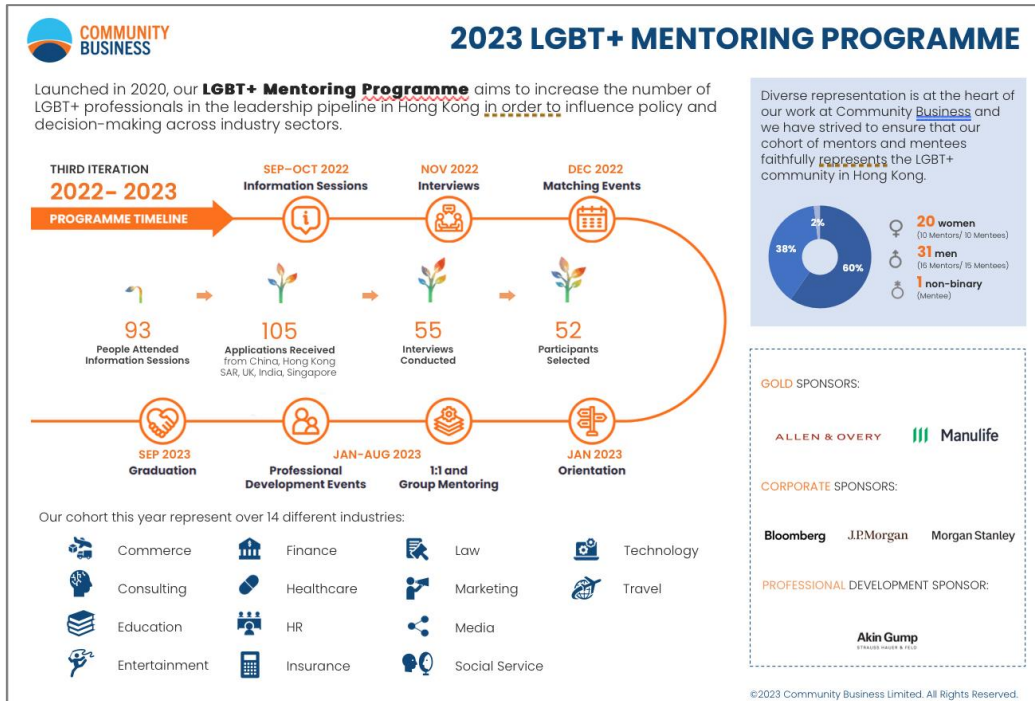 COMMUNITY
BUSINESS
2023 LGBT+ MENTORING PROGRAMME
Launched in 2020, our LGBT+ Mentoring Programme aims to increase the number of
LGBT+ professionals in the leadership pipeline in Hong Kong in order to influence policy and
decision-making across industry sectors.
THIRD ITERATION
2022– 2023
PROGRAMME TIMELINE
SEP–OCT 2022
Information Sessions
NOV 2022
Interviews
DEC 2022
Matching Events
93
People Attended
Information Sessions
105
Applications Received
from China, Hong Kong
SAR, UK, India, Singapore
55
Interviews
Conducted
52
Participants
Selected
SEP 2023
Graduation
JAN-AUG 2023
Professional
Development Events
1:1 and
Group Mentoring
JAN 2023
Orientation
Our cohort this year represent over 14 different industries:
Commerce
Consulting
Education
Entertainment
Finance
Healthcare
HR
Insurance
Law
Marketing
Media
Social Service
Technology
Travel
Diverse representation is at the heart of
our work at Community Business and
we have strived to ensure that our
cohort of mentors and mentees
faithfully represents the LGBT+
community in Hong Kong.
2%
38%
60%
20 women
(10 Mentors/ 10 Mentees)
31 men
(16 Mentors/ 15 Mentees)
1 non-binary
(Mentee)
GOLD SPONSORS:
ALLEN & OVERY
Manulife
CORPORATE SPONSORS:
Bloomberg
J.P.Morgan
Morgan Stanley
PROFESSIONAL DEVELOPMENT SPONSOR:
Akin Gump
STRAUSS HAUER & FELD
©2023 Community Business Limited. All Rights Reserved.